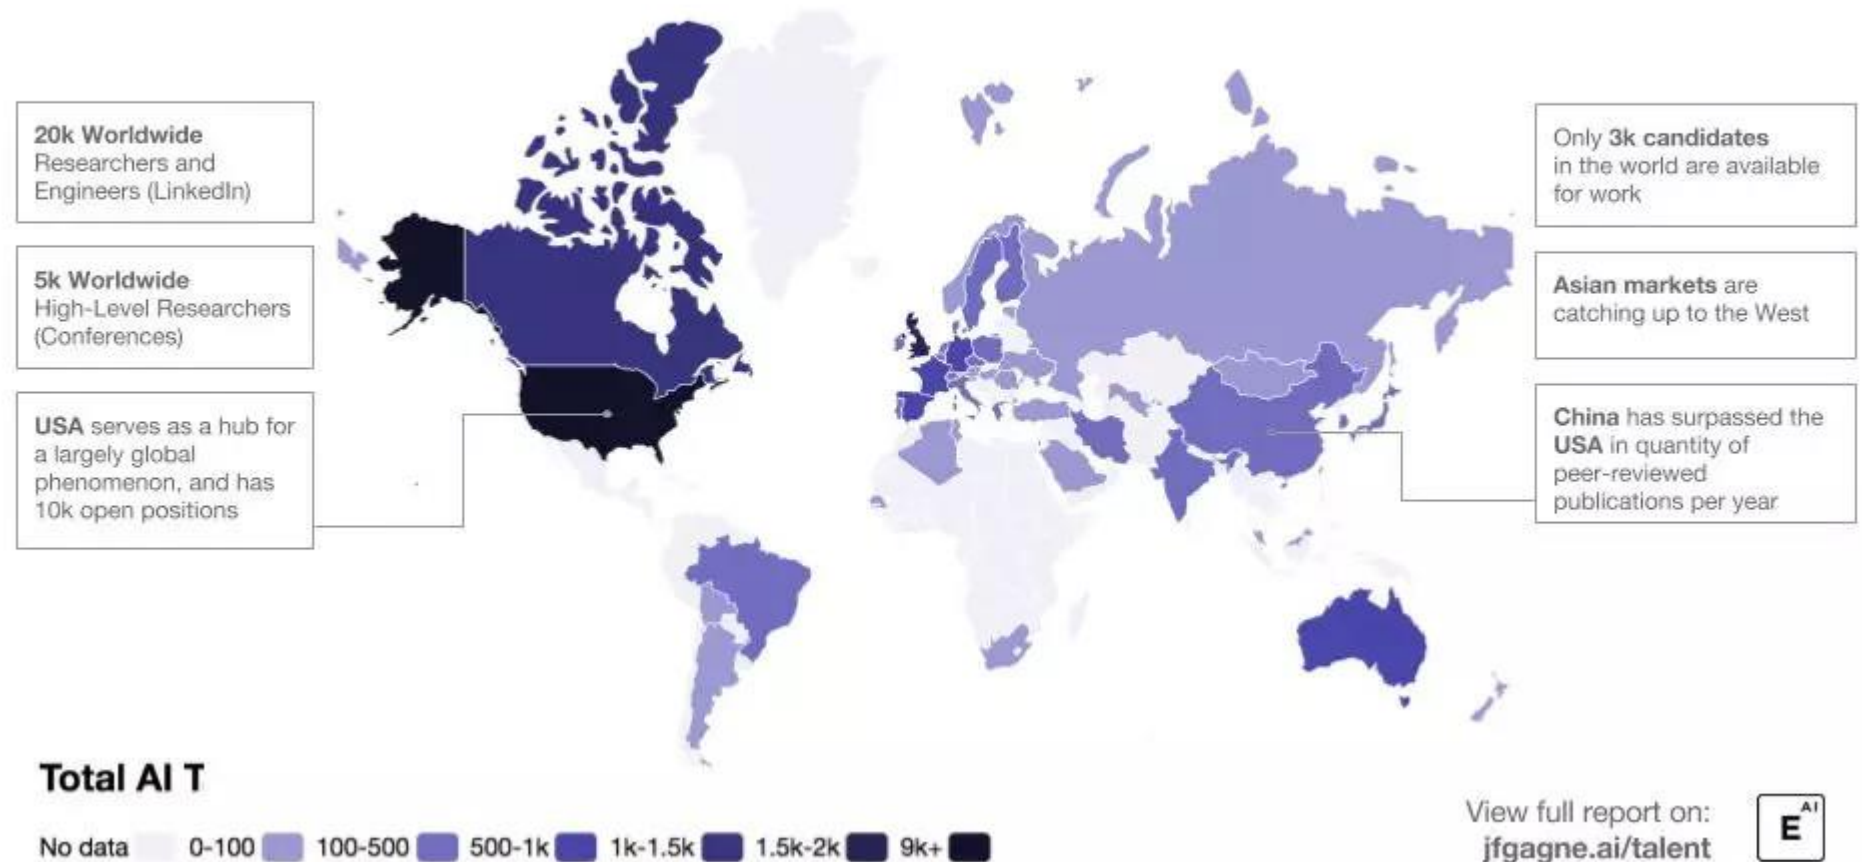 20k Worldwide
Researchers and
Engineers (LinkedIn)
5k Worldwide
High-Level Researchers
(Conferences)
USA serves as a hub for
a largely global
phenomenon, and has
10k open positions
Only 3k candidates
in the world are available
for work
Asian markets are
catching up to the West
China has surpassed the
USA in quantity of
peer-reviewed
publications per year
Total AI T
No data 0-100 100-500 500-1k 1k-1.5k 1.5k-2k 9k+
View full report on:
jfgagne.ai/talent
E AI